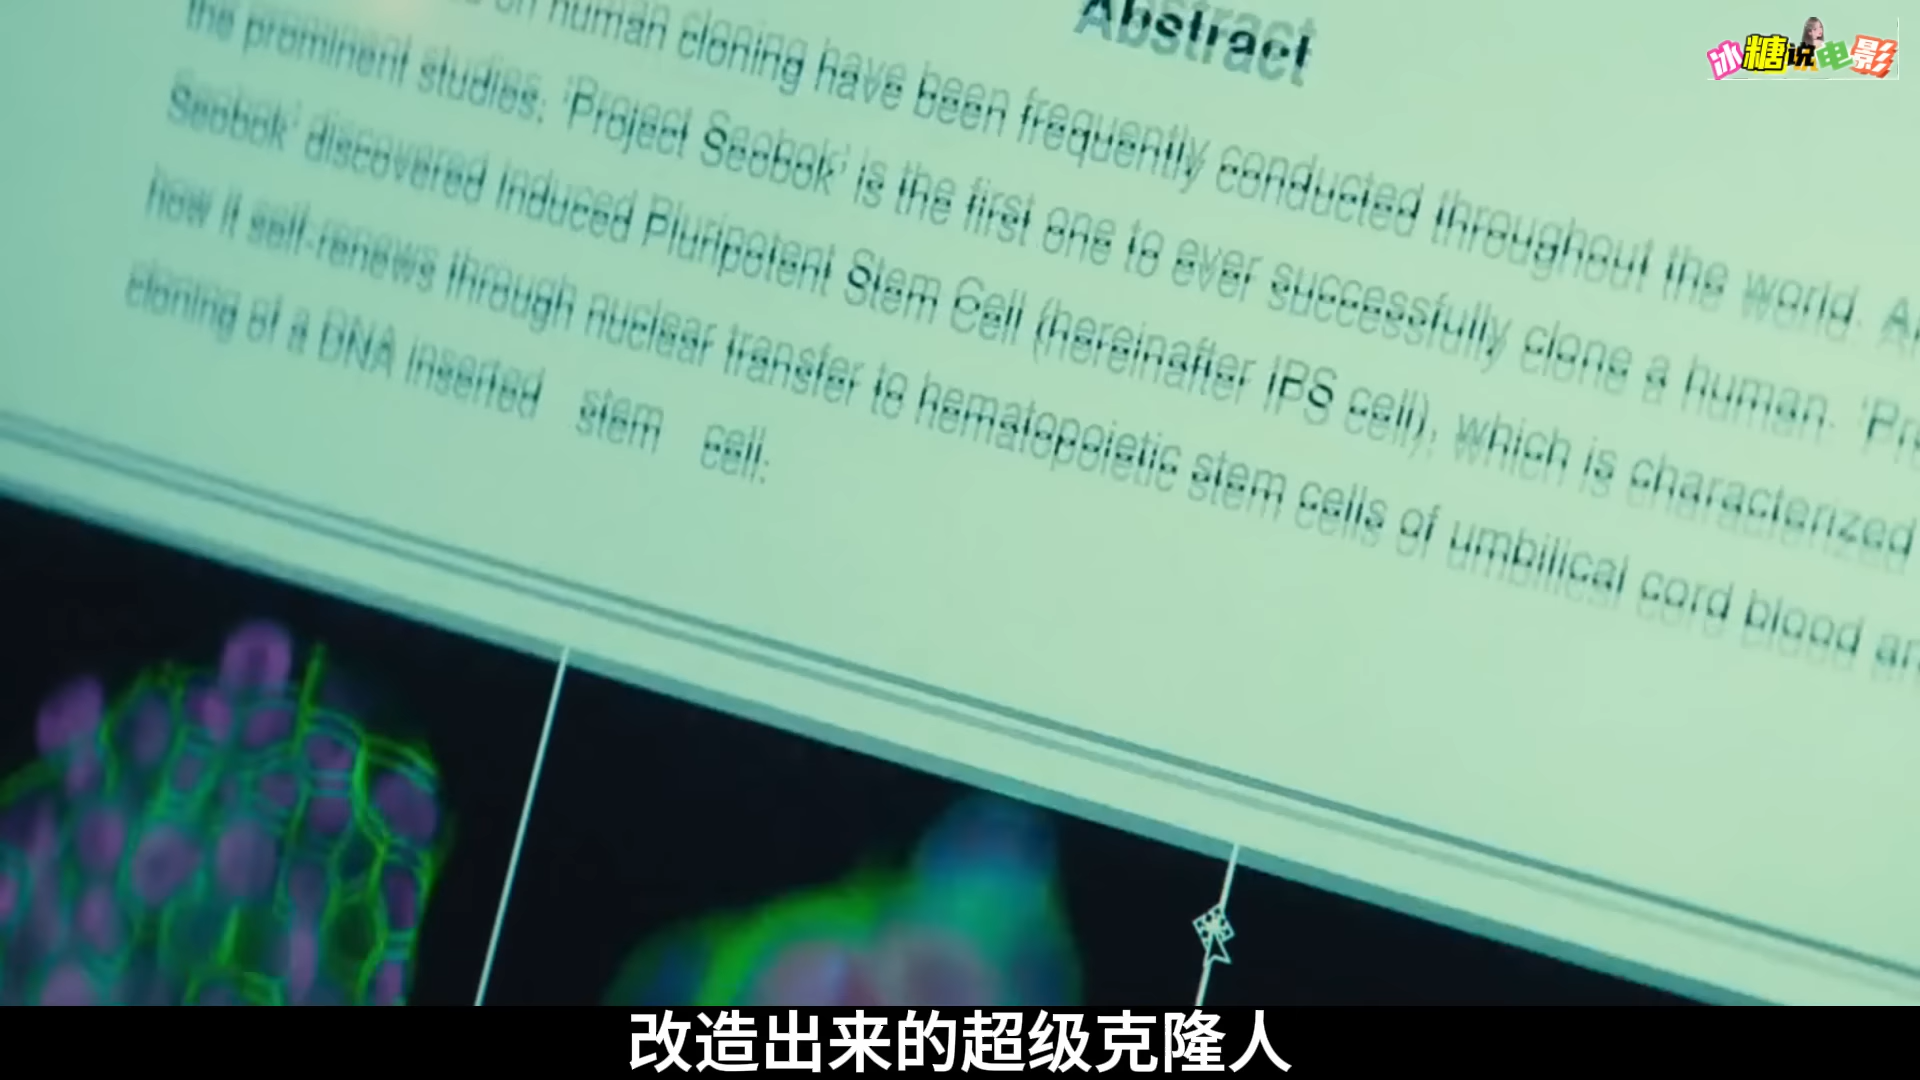 冰糖说电影
Abstract
on human cloning have been frequently conducted throughout the world.
the prominent studies, 'Project Seobok' is the first one to ever successfully clone a human.
Seobok' discovered Induced Pluripotent Stem Cell (hereinafter IPS cell), which is characterized
how it self-renews through nuclear transfer to hematopoietic stem cells of umbilical cord blood
cloning of a DNA inserted stem cell.
改造出来的超级克隆人